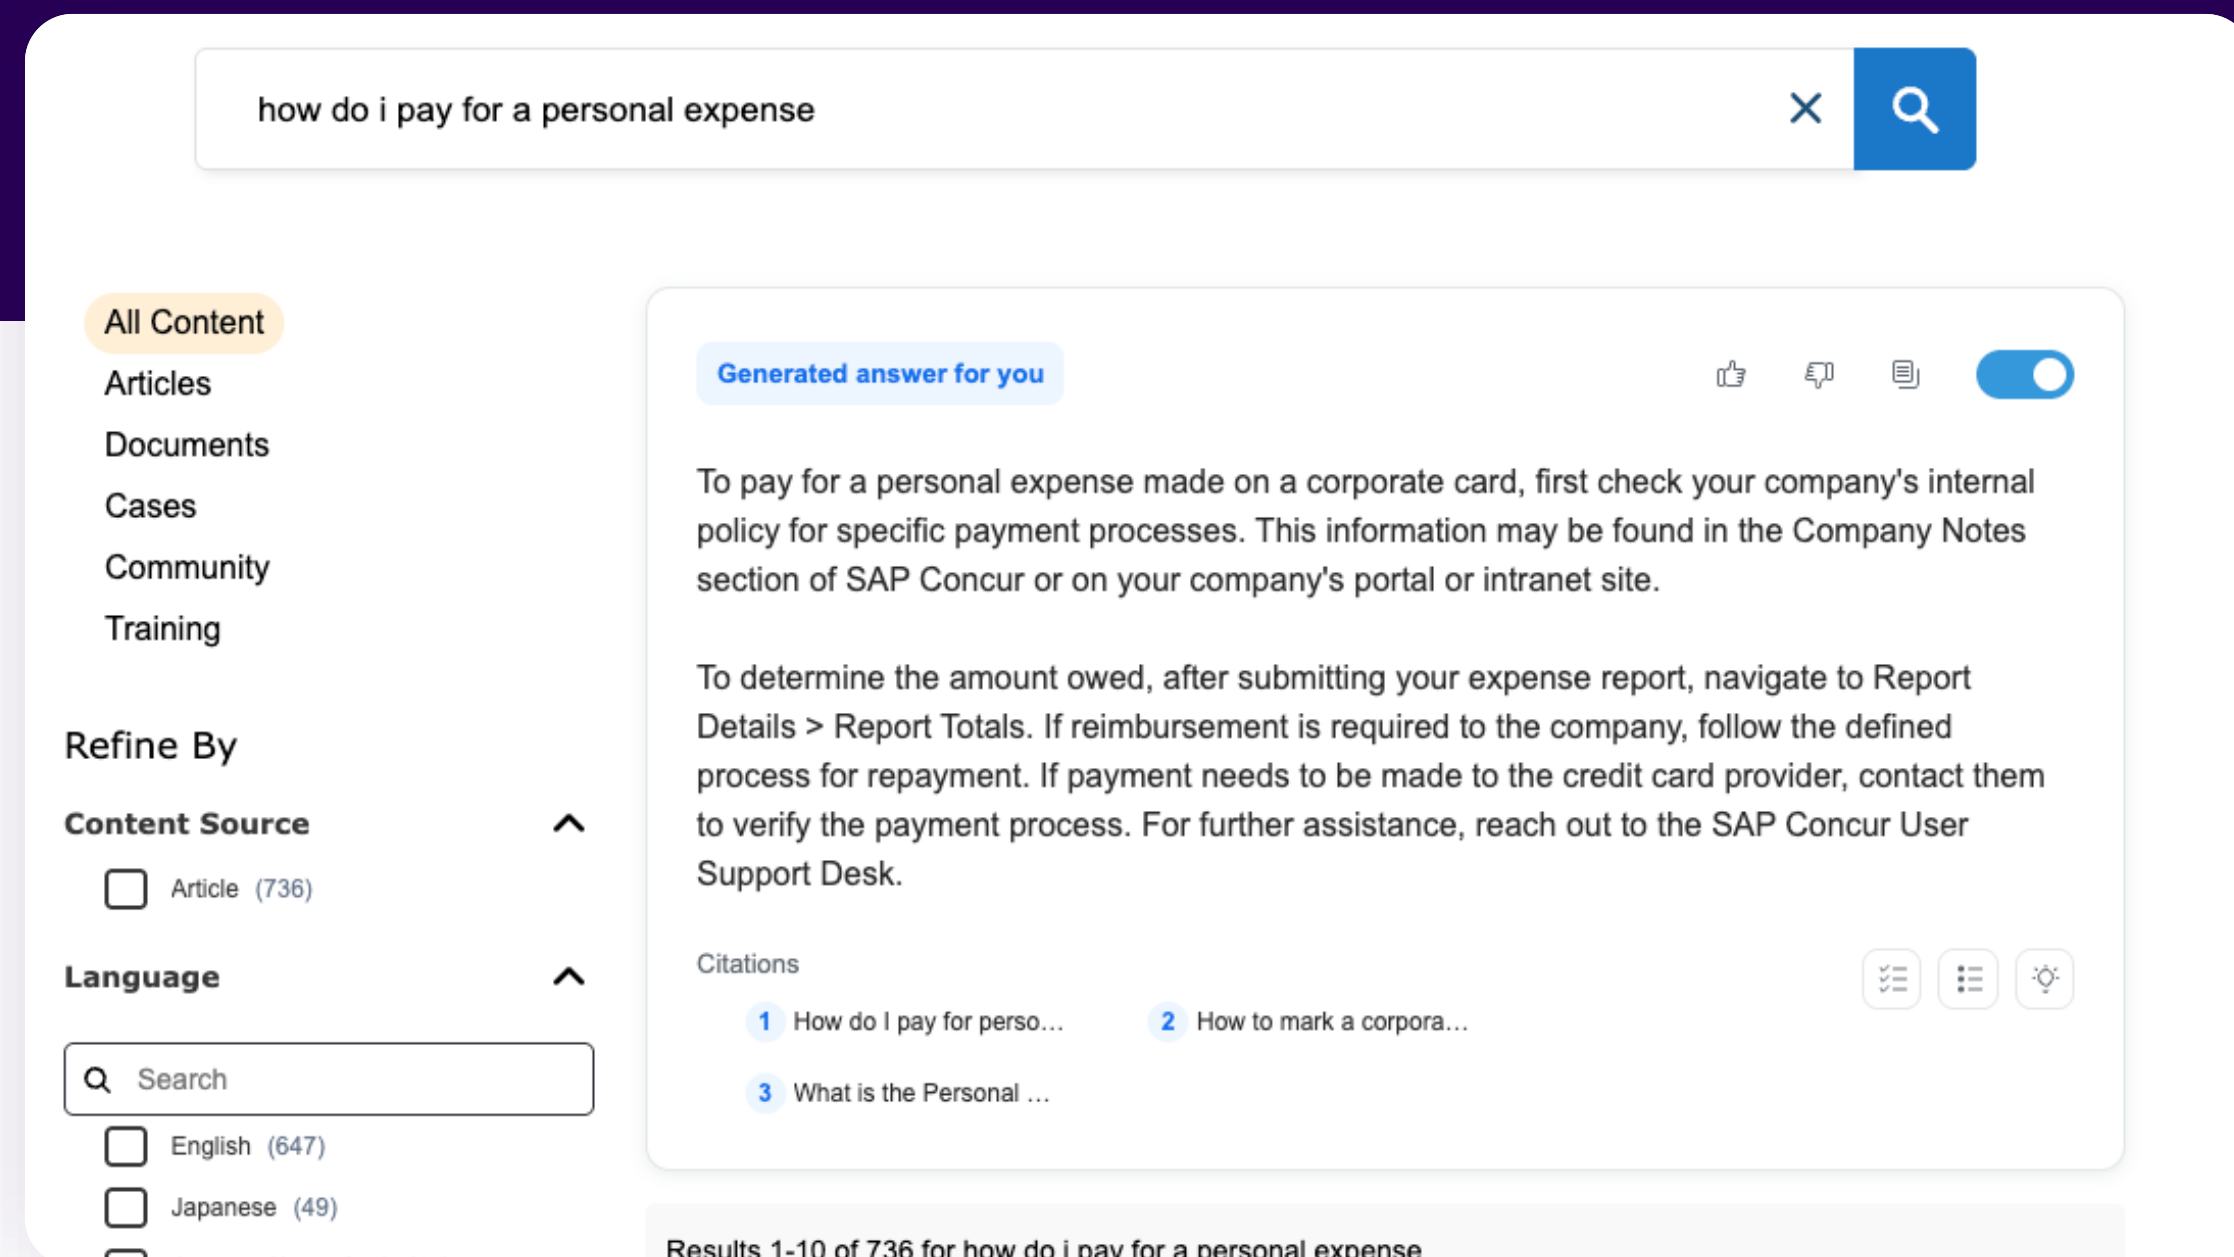 how do i pay for a personal expense
All Content
Articles
Documents
Cases
Community
Training
Refine By
Content Source
Article (736)
Language
Search
English (647)
Japanese (49)
Generated answer for you
To pay for a personal expense made on a corporate card, first check your company's internal
policy for specific payment processes. This information may be found in the Company Notes
section of SAP Concur or on your company's portal or intranet site.
To determine the amount owed, after submitting your expense report, navigate to Report
Details > Report Totals. If reimbursement is required to the company, follow the defined
process for repayment. If payment needs to be made to the credit card provider, contact them
to verify the payment process. For further assistance, reach out to the SAP Concur User
Support Desk.
Citations
1 How do I pay for perso...
2 How to mark a corpora...
3 What is the Personal ...
Results 1-10 of 736 for how do i pay for a personal expense